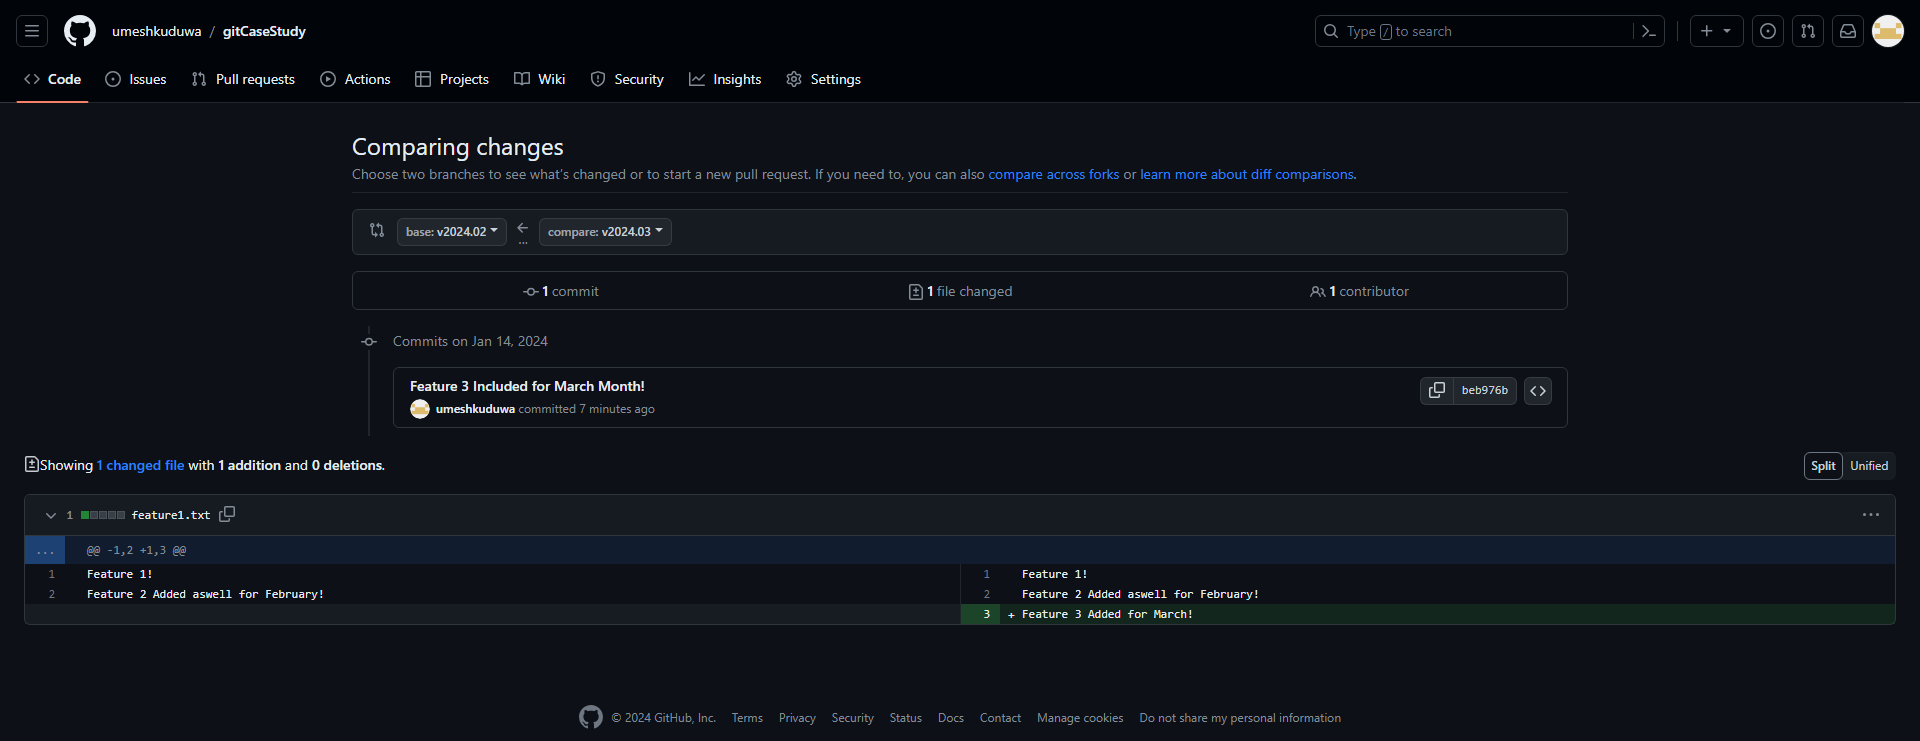 umeshkuduwa / gitCaseStudy
Type / to search
Code Issues Pull requests Actions Projects Wiki Security Insights Settings
Comparing changes
Choose two branches to see what's changed or to start a new pull request. If you need to, you can also compare across forks or learn more about diff comparisons.
base: v2024.02 ... compare: v2024.03
1 commit 1 file changed 1 contributor
Commits on Jan 14, 2024
Feature 3 Included for March Month!
umeshkuduwa committed 7 minutes ago
beb976b
Showing 1 changed file with 1 addition and 0 deletions.
Split Unified
1 feature1.txt
... @@ -1,2 +1,3 @@
1 Feature 1! 1 Feature 1!
2 Feature 2 Added aswell for February! 2 Feature 2 Added aswell for February!
3 + Feature 3 Added for March!
© 2024 GitHub, Inc. Terms Privacy Security Status Docs Contact Manage cookies Do not share my personal information